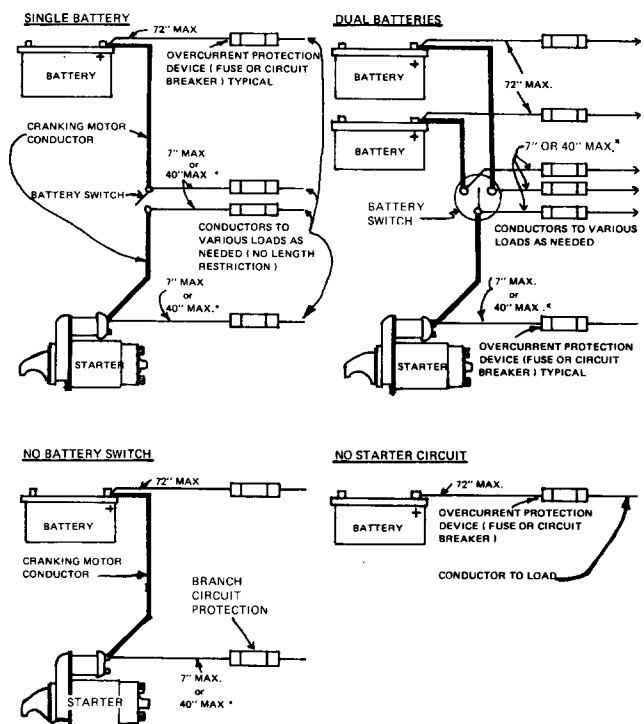 SINGLE BATTERY
72" MAX.
OVERCURRENT PROTECTION
DEVICE ( FUSE OR CIRCUIT
BREAKER ) TYPICAL
+
BATTERY
CRANKING MOTOR
CONDUCTOR
7" MAX
or
40" MAX *
BATTERY SWITCH
CONDUCTORS TO
VARIOUS LOADS AS
NEEDED ( NO LENGTH
RESTRICTION )
7" MAX
or
40" MAX.*
STARTER
DUAL BATTERIES
+
BATTERY
72" MAX.
+
BATTERY
7" OR 40" MAX.*
BATTERY
SWITCH
CONDUCTORS TO VARIOUS
LOADS AS NEEDED
7" MAX.
or
40" MAX.*
STARTER
OVERCURRENT PROTECTION
DEVICE (FUSE OR CIRCUIT
BREAKER ) TYPICAL
NO BATTERY SWITCH
72" MAX
+
BATTERY
CRANKING MOTOR
CONDUCTOR
BRANCH
CIRCUIT
PROTECTION
7" MAX.
or
40" MAX *
STARTER
NO STARTER CIRCUIT
72" MAX.
+
BATTERY
OVERCURRENT PROTECTION
DEVICE ( FUSE OR CIRCUIT
BREAKER )
CONDUCTOR TO LOAD